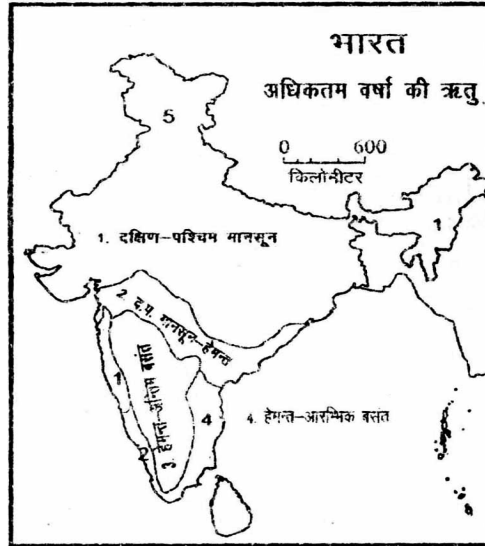 भारत
अधिकतम वर्षा की ऋतु
5
0 600
किलोमीटर
1. दक्षिण-पश्चिम मानसून
1
2. द.प. मानसून-हेमन्त
1
3. हेमन्त-अन्तिम बसंत
4
4. हेमन्त-आरम्भिक बसंत
2